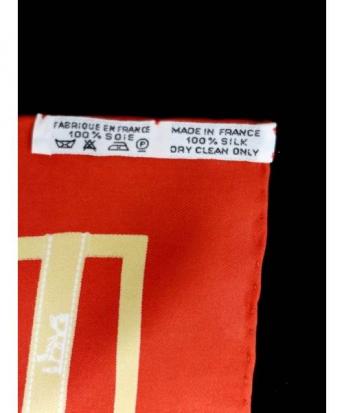 FABRIQUE EN FRANCE
100% SOIE
MADE IN FRANCE
100% SILK
DRY CLEAN ONLY